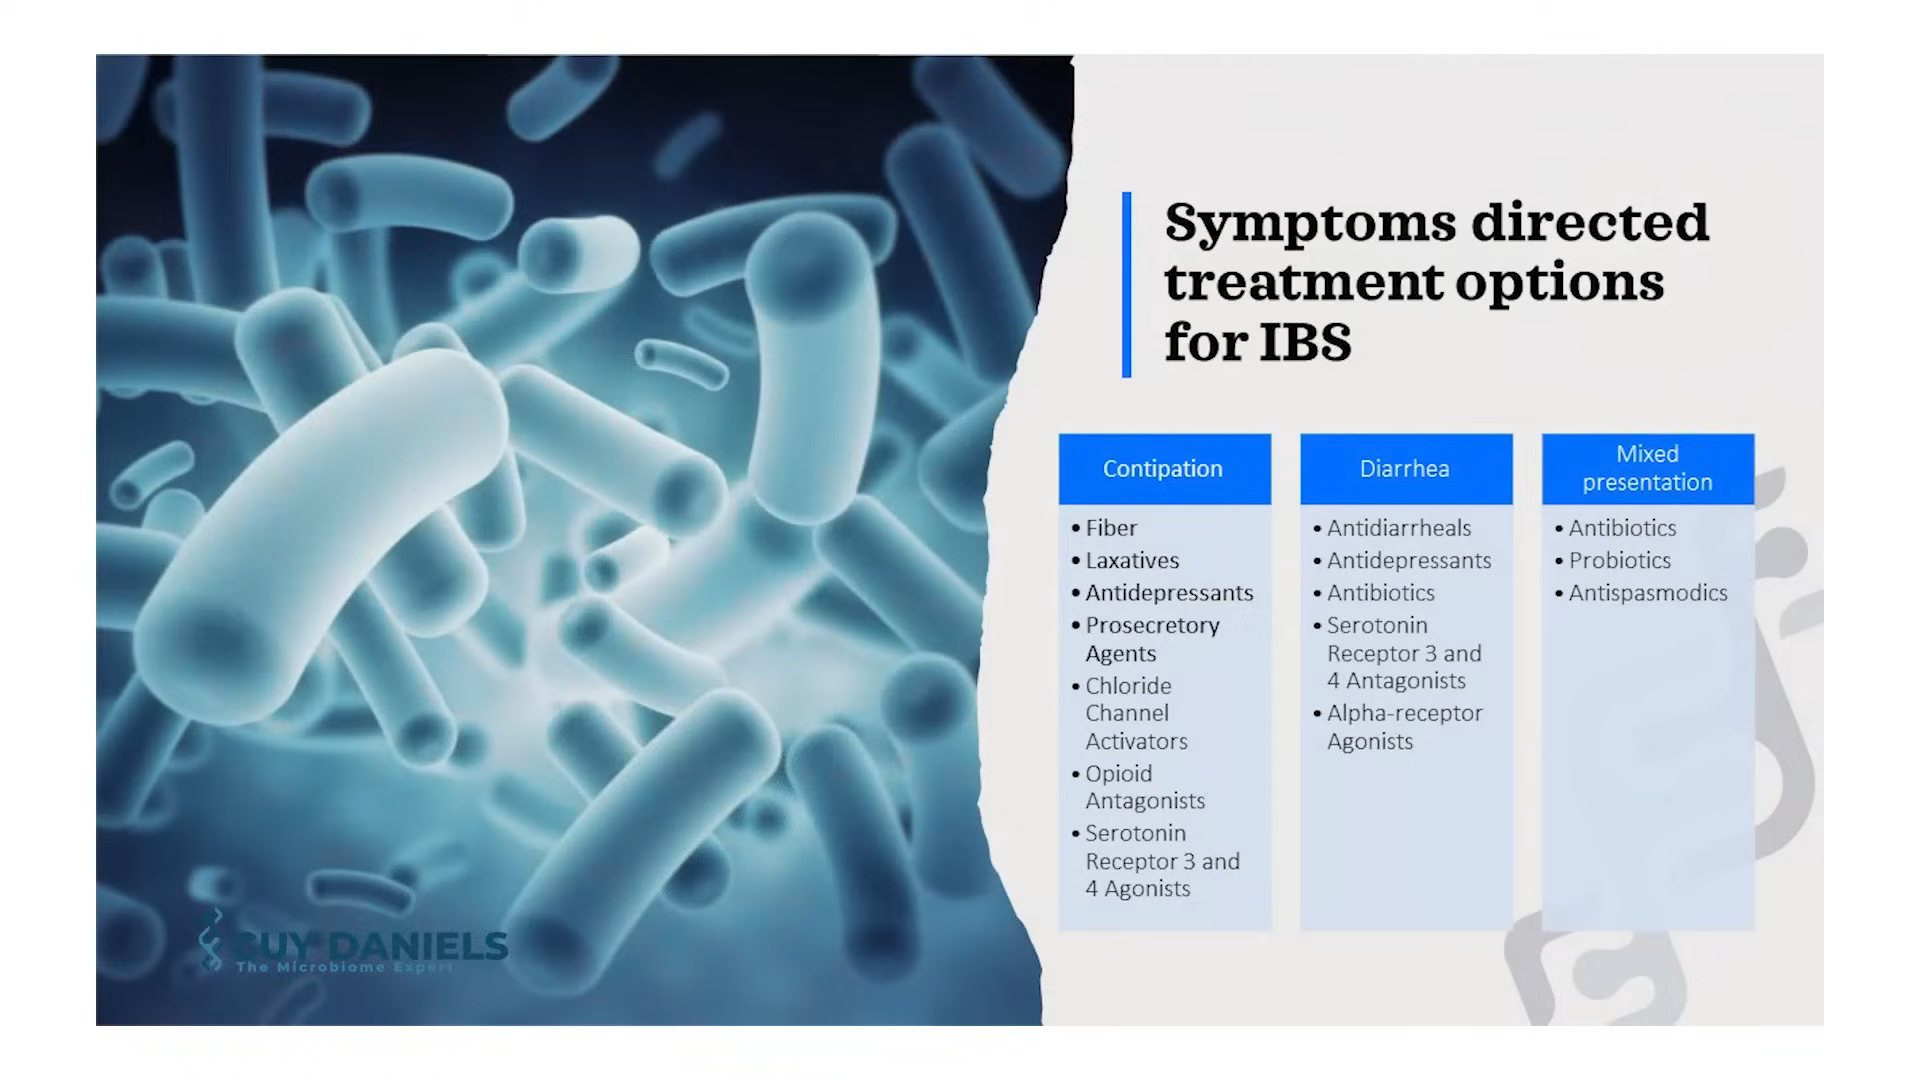 Symptoms directed
treatment options
for IBS
Contipation
• Fiber
• Laxatives
• Antidepressants
• Prosecretory
Agents
• Chloride
Channel
Activators
• Opioid
Antagonists
• Serotonin
Receptor 3 and
4 Agonists
Diarrhea
• Antidiarrheals
• Antidepressants
• Antibiotics
• Serotonin
Receptor 3 and
4 Antagonists
• Alpha-receptor
Agonists
Mixed
presentation
• Antibiotics
• Probiotics
• Antispasmodics
GUY DANIELS
The Microbiome Expert